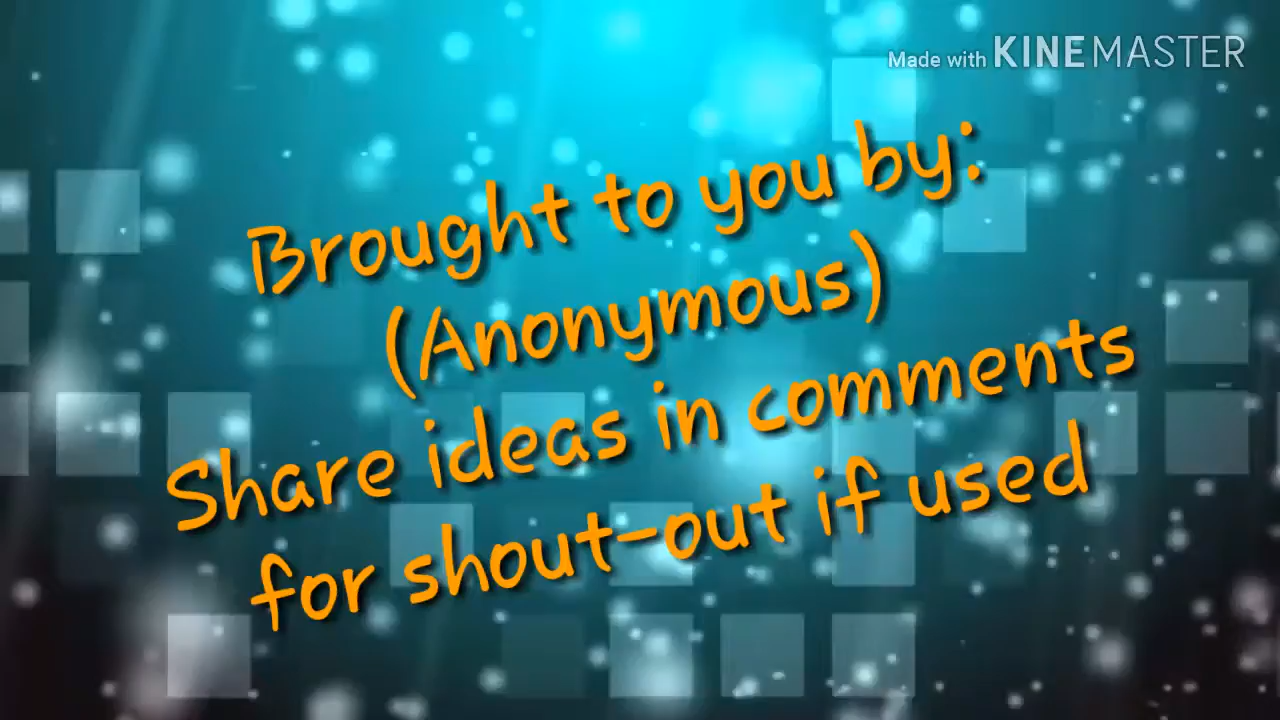 Made with KINEMASTER
Brought to you by:
(Anonymous)
Share ideas in comments
for shout-out if used